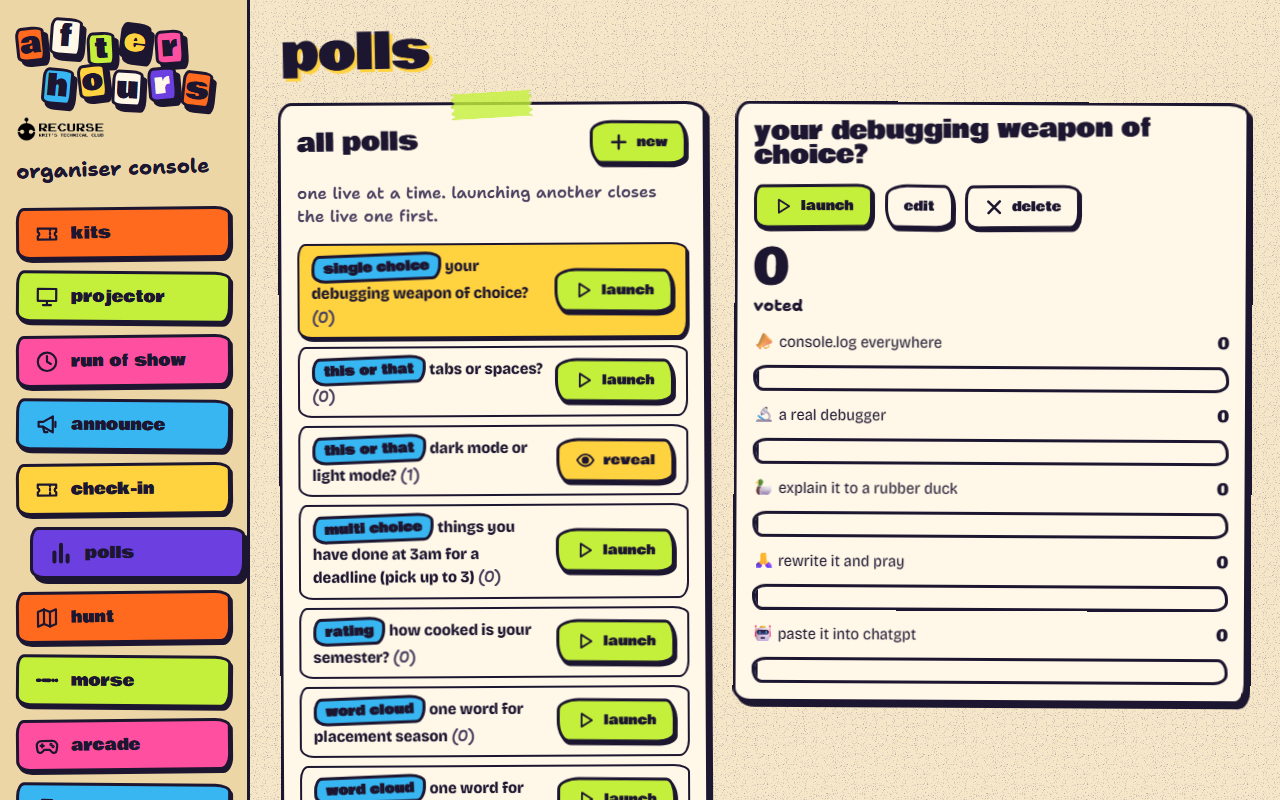 after
hours
RECURSE
KNIT'S TECHNICAL CLUB
organiser console
kits
projector
run of show
announce
check-in
polls
hunt
morse
arcade
polls
all polls
+ new
one live at a time. launching another closes
the live one first.
single choice your
debugging weapon of choice?
(0)
launch
this or that tabs or spaces?
(0)
launch
this or that dark mode or
light mode? (1)
reveal
multi choice things you
have done at 3am for a
deadline (pick up to 3) (0)
launch
rating how cooked is your
semester? (0)
launch
word cloud one word for
placement season (0)
launch
word cloud one word for
launch
your debugging weapon of
choice?
launch
edit
delete
0
voted
console.log everywhere 0
a real debugger 0
explain it to a rubber duck 0
rewrite it and pray 0
paste it into chatgpt 0